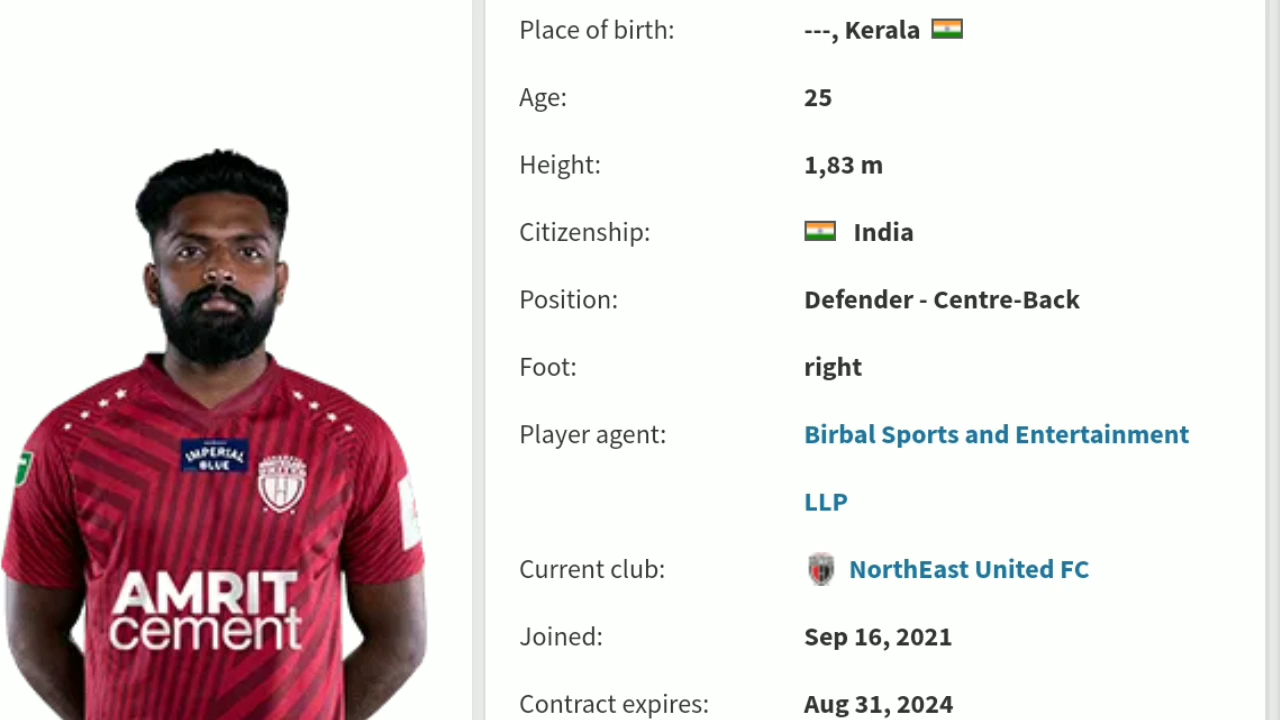 Place of birth: ---, Kerala
Age: 25
Height: 1,83 m
Citizenship: India
Position: Defender - Centre-Back
Foot: right
Player agent: Birbal Sports and Entertainment
LLP
Current club: NorthEast United FC
Joined: Sep 16, 2021
Contract expires: Aug 31, 2024
IMPERIAL
BLUE
AMRIT
cement